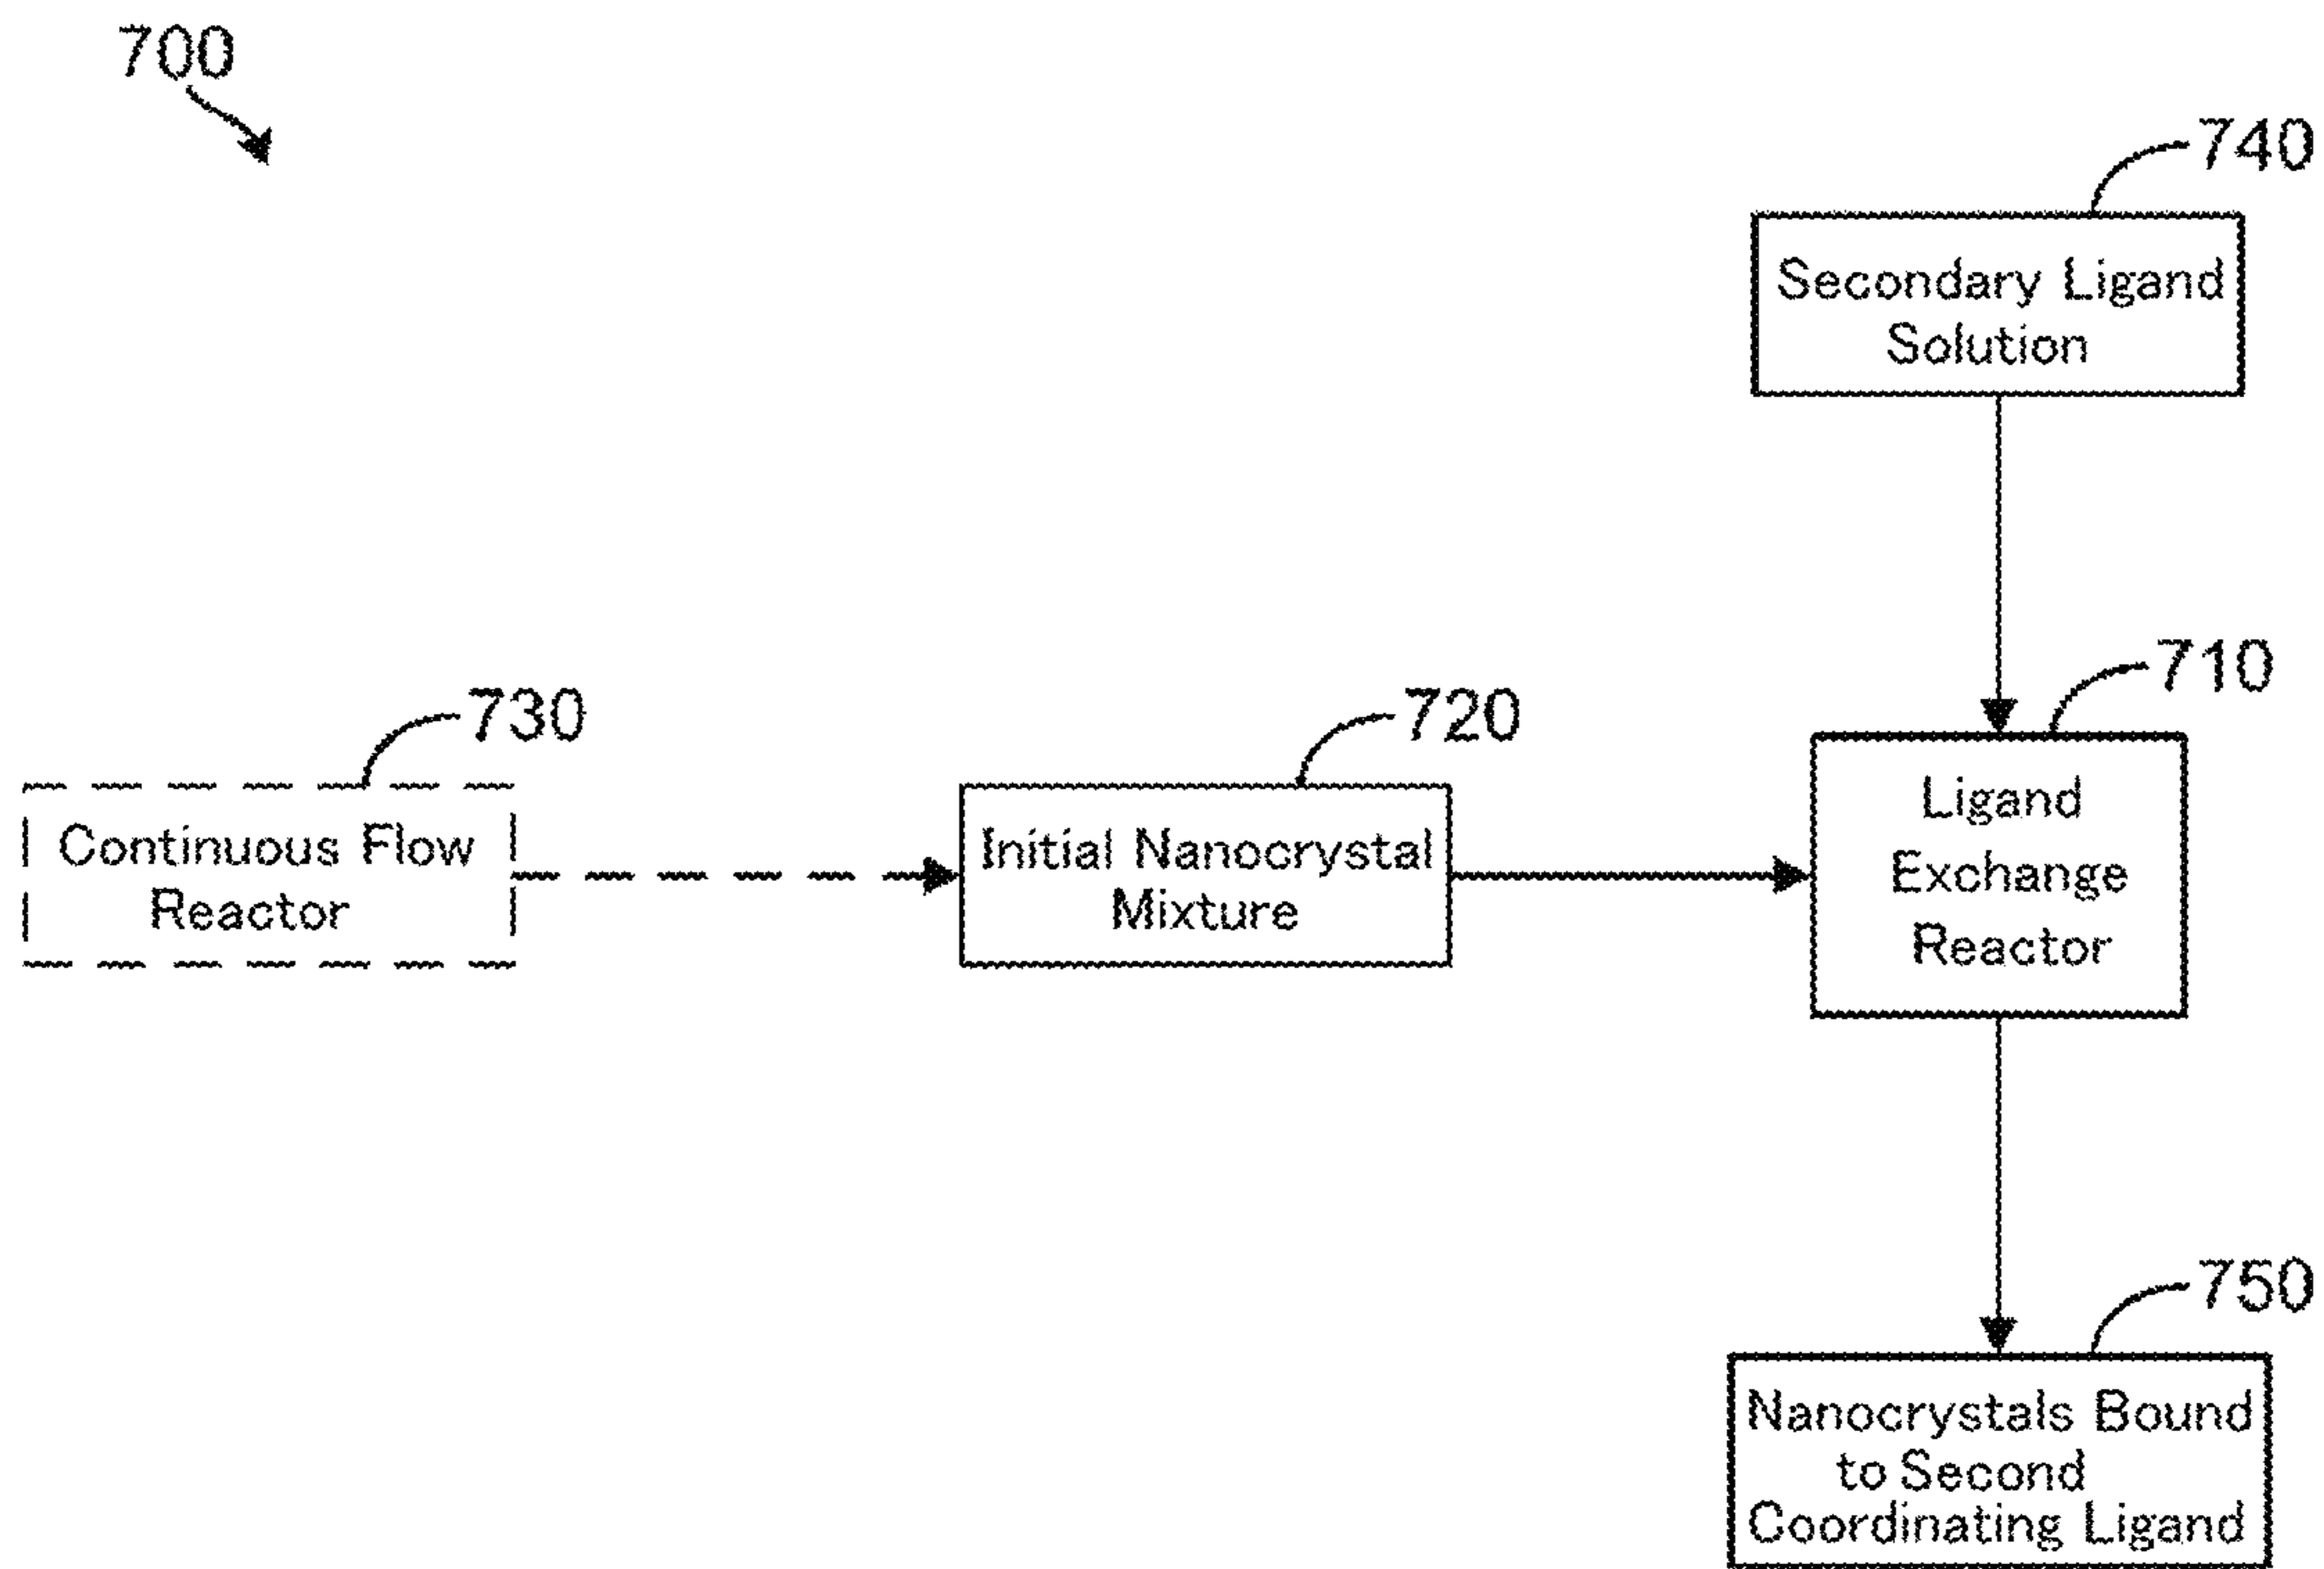 700
740
Secondary Ligand
Solution
710
730
720
Continuous Flow
Reactor
Initial Nanocrystal
Mixture
Ligand
Exchange
Reactor
750
Nanocrystals Bound
to Second
Coordinating Ligand